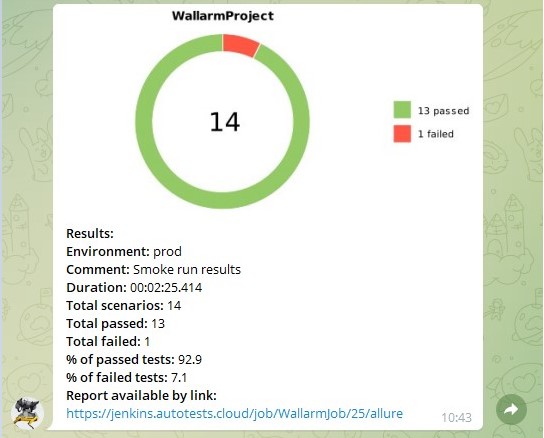 WallarmProject
14
13 passed
1 failed
Results:
Environment: prod
Comment: Smoke run results
Duration: 00:02:25.414
Total scenarios: 14
Total passed: 13
Total failed: 1
% of passed tests: 92.9
% of failed tests: 7.1
Report available by link:
https://jenkins.autotests.cloud/job/WallarmJob/25/allure
10:43